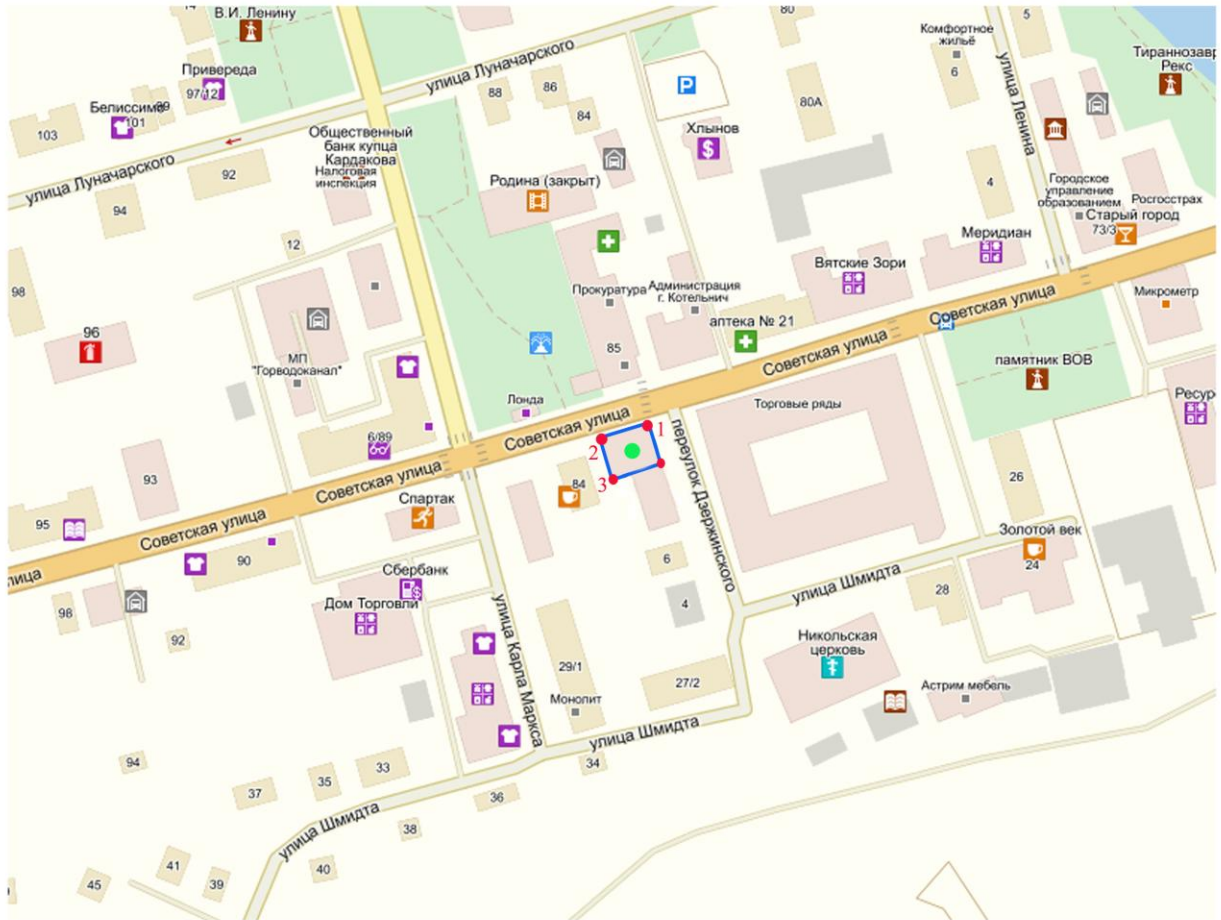 14
В.И. Ленину
80
5
Комфортное
жильё
6
Тираннозавр
Рекс
улица Луначарского
Привереда
97/12
88
86
P
80А
улица Ленина
Белиссимо
89
101
103
84
Хлынов
$
Общественный
банк купца
Кардакова
Налоговая
инспекция
улица Луначарского
92
Родина (закрыт)
4
Городское
управление
образованием
Росгосстрах
94
Старый город
73/3
12
Меридиан
Вятские Зори
98
Прокуратура
Администрация
г. Котельнич
Микрометр
Советская улица
96
аптека № 21
85
МП
"Горводоканал"
Советская улица
памятник ВОВ
Лонда
Торговые ряды
Ресур
Советская улица
1
2
3
6/89
переулок Дзержинского
93
Советская улица
84
26
Спартак
95
Советская улица
Золотой век
24
90
лица
6
Сбербанк
$
улица Шмидта
28
98
Дом Торговли
улица Карла Маркса
4
92
Никольская
церковь
29/1
27/2
Астрим мебель
Монолит
улица Шмидта
94
34
33
35
37
36
улица Шмидта
38
41
40
45
39